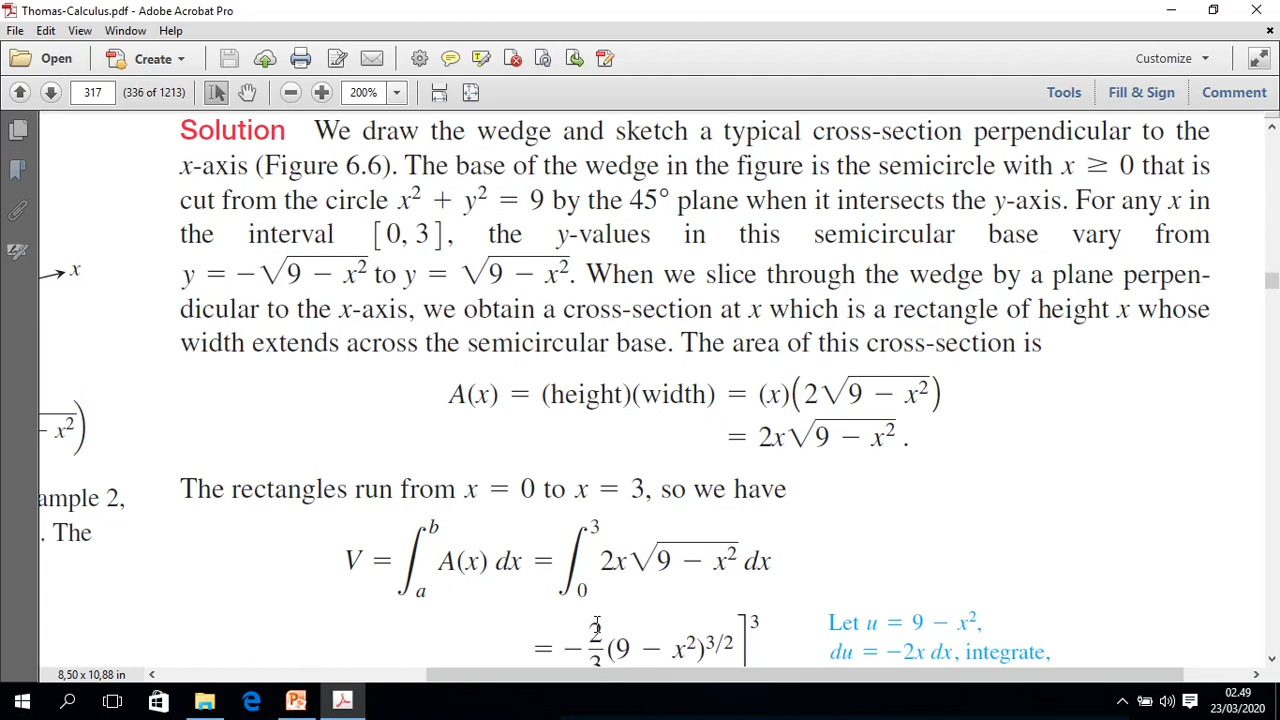 Thomas-Calculus.pdf - Adobe Acrobat Pro
File Edit View Window Help
Open Create Customize
317 (336 of 1213) 200% Tools Fill & Sign Comment
Solution We draw the wedge and sketch a typical cross-section perpendicular to the
x-axis (Figure 6.6). The base of the wedge in the figure is the semicircle with x ≥ 0 that is
cut from the circle x² + y² = 9 by the 45° plane when it intersects the y-axis. For any x in
the interval [0, 3], the y-values in this semicircular base vary from
y = −√(9 − x²) to y = √(9 − x²). When we slice through the wedge by a plane perpen-
dicular to the x-axis, we obtain a cross-section at x which is a rectangle of height x whose
width extends across the semicircular base. The area of this cross-section is
x
A(x) = (height)(width) = (x)(2√(9 − x²))
= 2x√(9 − x²) .
− x²)
The rectangles run from x = 0 to x = 3, so we have
ample 2,
. The
V = ∫ₐᵇ A(x) dx = ∫₀³ 2x√(9 − x²) dx
= −2/3(9 − x²)^(3/2) ]³
Let u = 9 − x²,
du = −2x dx, integrate,
8,50 x 10,88 in
02.49
23/03/2020